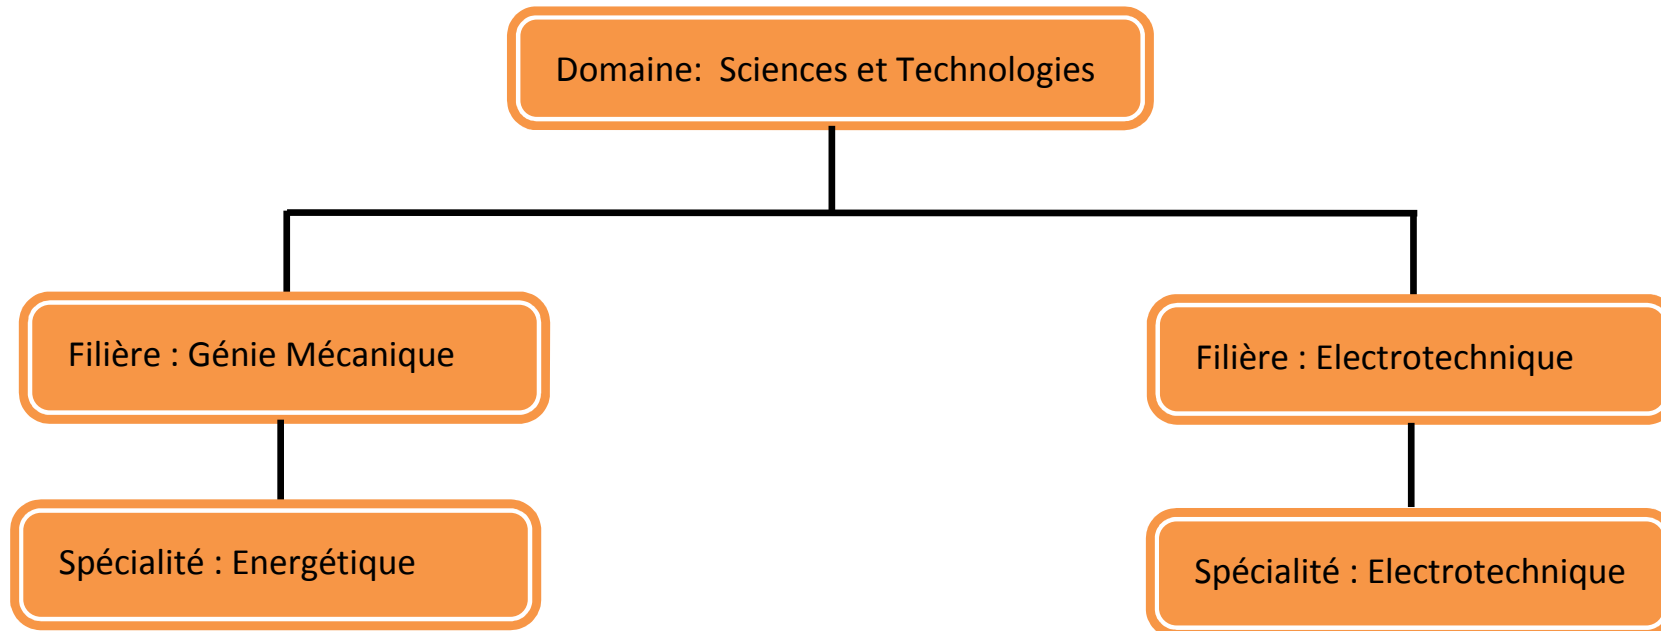 Domaine: Sciences et Technologies
Filière : Génie Mécanique
Filière : Electrotechnique
Spécialité : Energétique
Spécialité : Electrotechnique